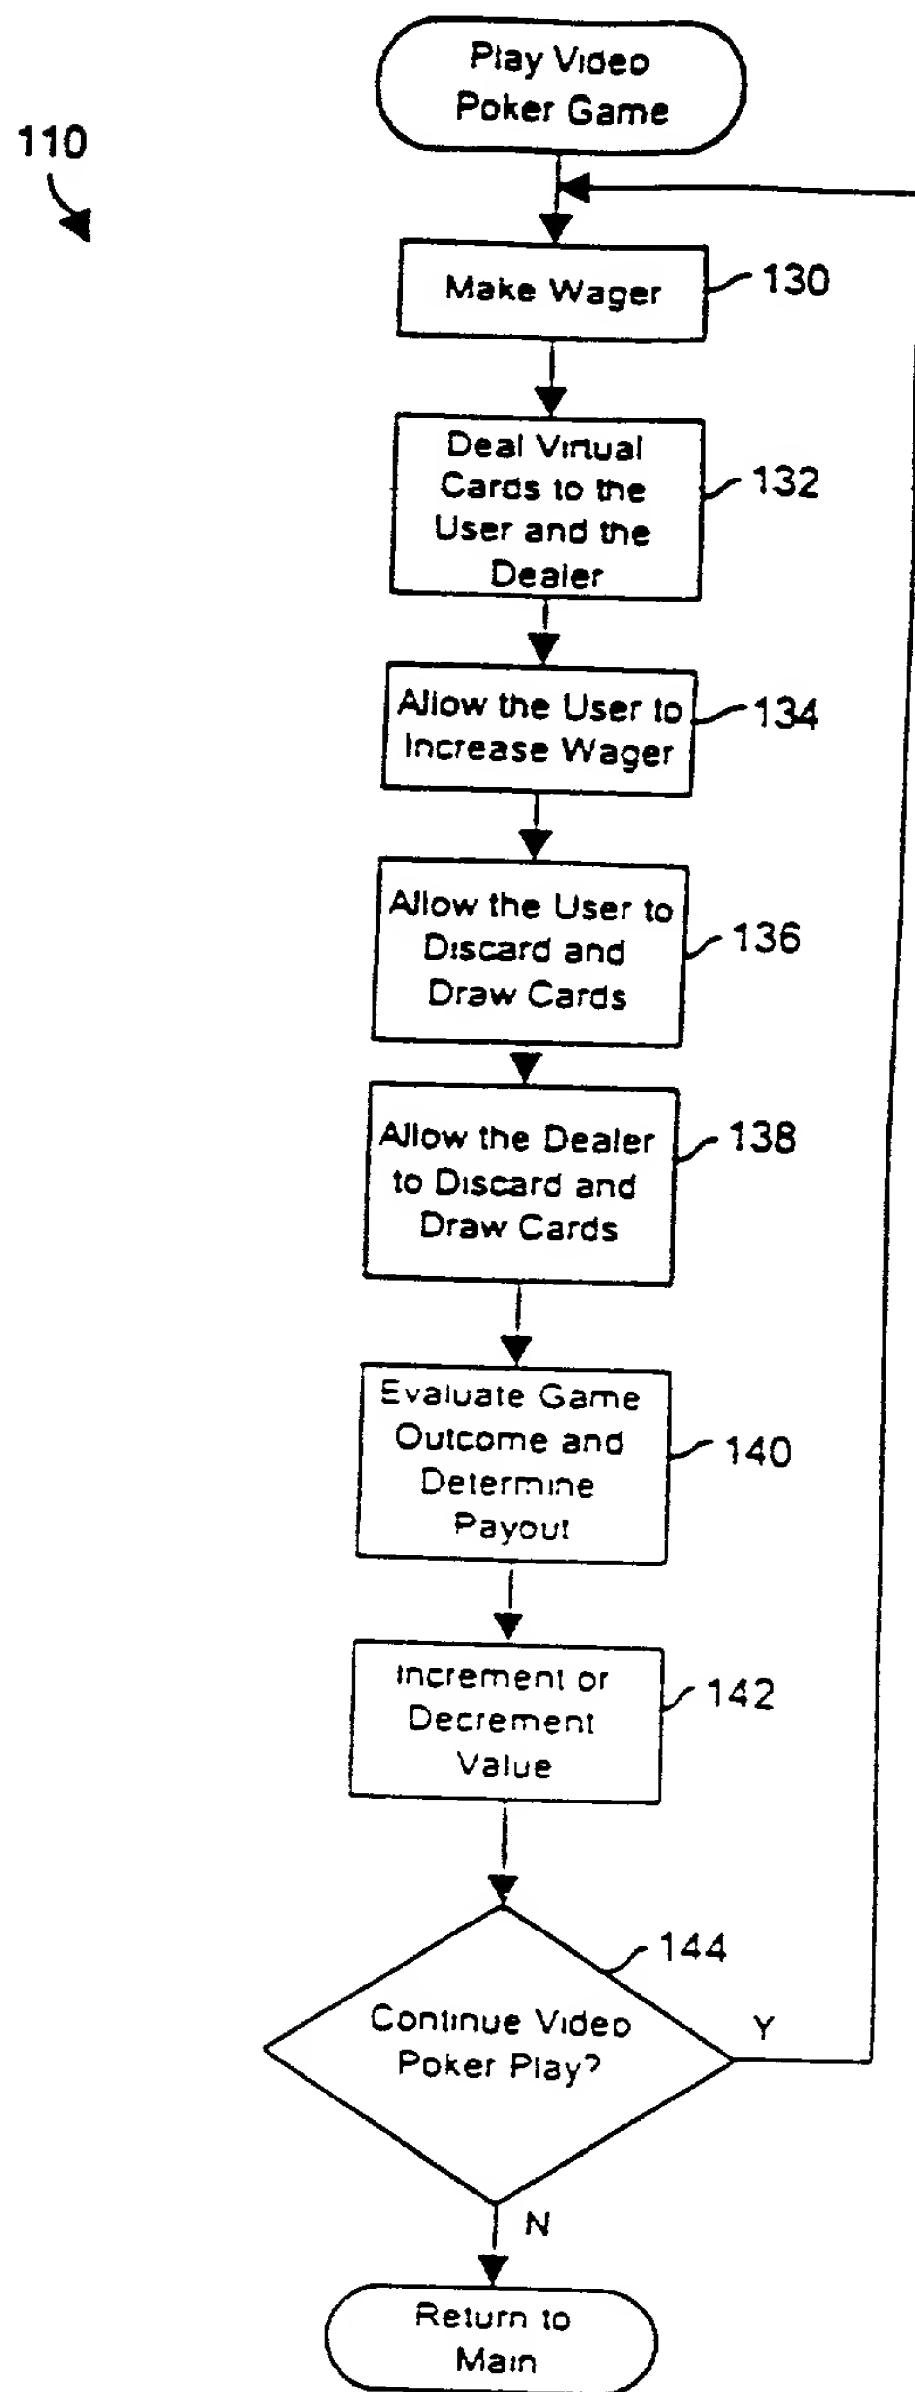 Play Video
Poker Game
110
Make Wager
130
Deal Virtual
Cards to the
User and the
Dealer
132
Allow the User to
Increase Wager
134
Allow the User to
Discard and
Draw Cards
136
Allow the Dealer
to Discard and
Draw Cards
138
Evaluate Game
Outcome and
Determine
Payout
140
Increment or
Decrement
Value
142
144
Continue Video
Poker Play?
Y
N
Return to
Main